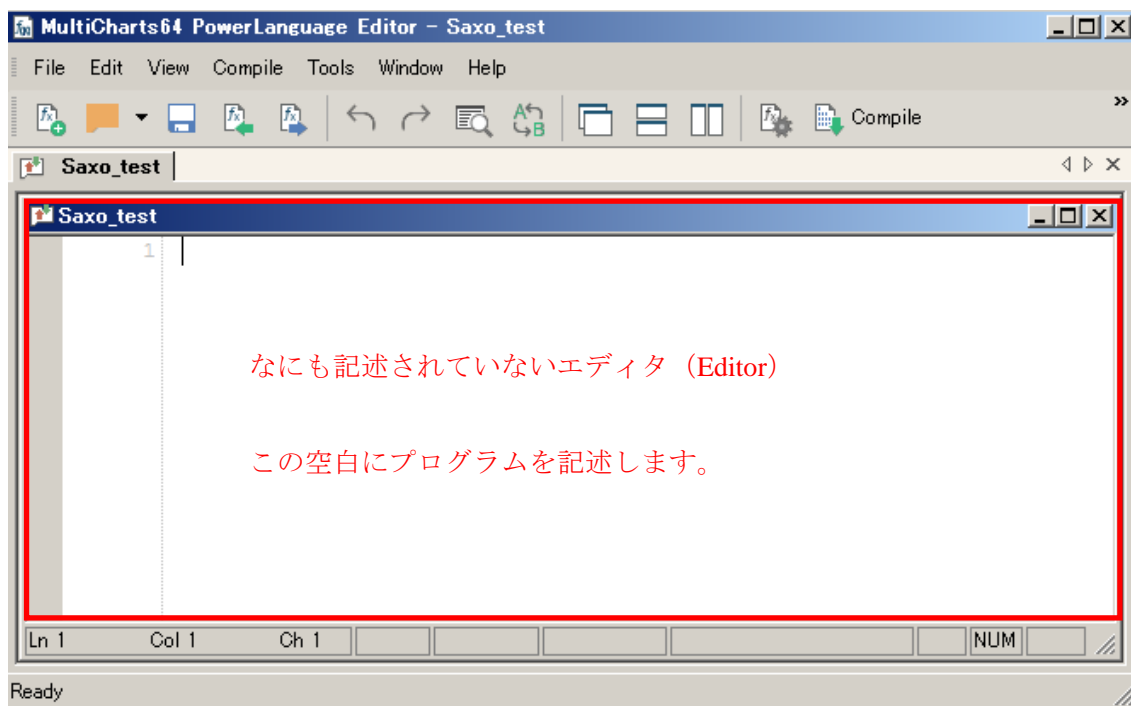 MultiCharts64 PowerLanguage Editor - Saxo_test
File Edit View Compile Tools Window Help
Compile
Saxo_test
Saxo_test
1
なにも記述されていないエディタ（Editor）
この空白にプログラムを記述します。
Ln 1 Col 1 Ch 1 NUM
Ready